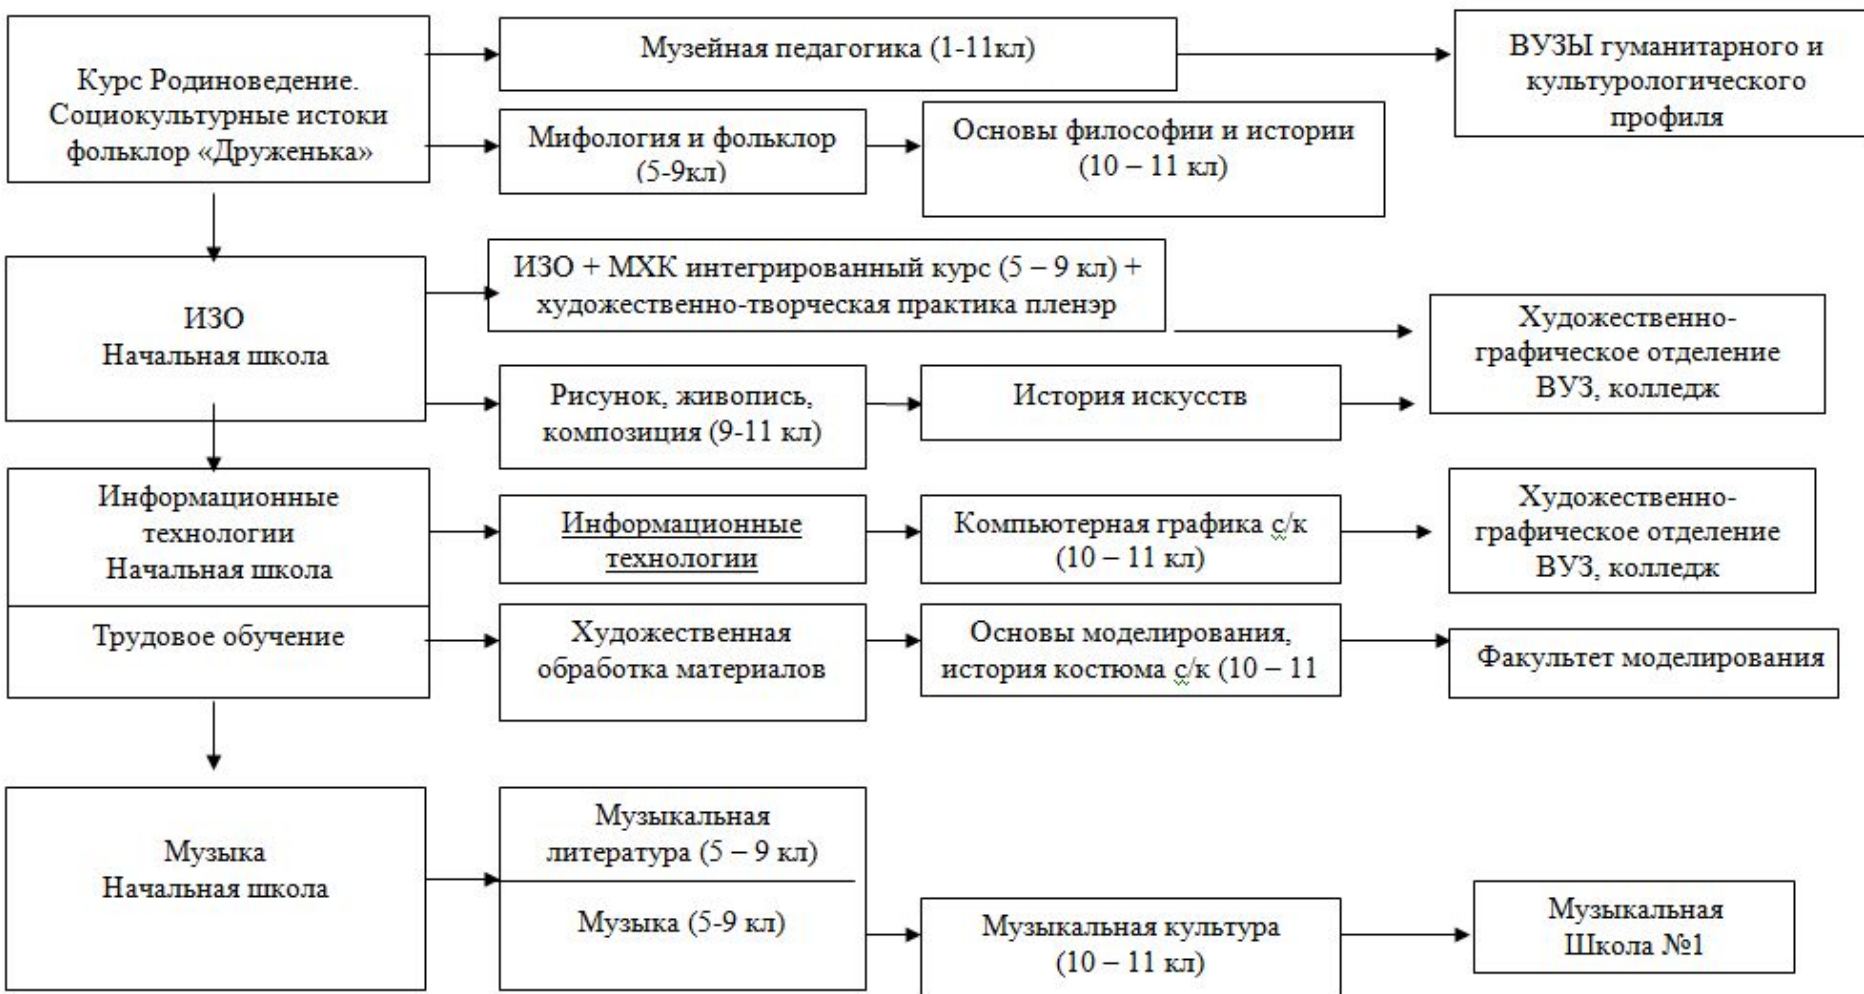 Курс Родиноведение.
Социокультурные истоки
фольклор «Друженька»
Музейная педагогика (1-11кл)
ВУЗЫ гуманитарного и
культурологического
профиля
Мифология и фольклор
(5-9кл)
Основы философии и истории
(10 – 11 кл)
ИЗО
Начальная школа
ИЗО + МХК интегрированный курс (5 – 9 кл) +
художественно-творческая практика пленэр
Художественно-
графическое отделение
ВУЗ, колледж
Рисунок, живопись,
композиция (9-11 кл)
История искусств
Информационные
технологии
Начальная школа
Информационные
технологии
Компьютерная графика с/к
(10 – 11 кл)
Художественно-
графическое отделение
ВУЗ, колледж
Трудовое обучение
Художественная
обработка материалов
Основы моделирования,
история костюма с/к (10 – 11
Факультет моделирования
Музыка
Начальная школа
Музыкальная
литература (5 – 9 кл)
Музыка (5-9 кл)
Музыкальная культура
(10 – 11 кл)
Музыкальная
Школа №1